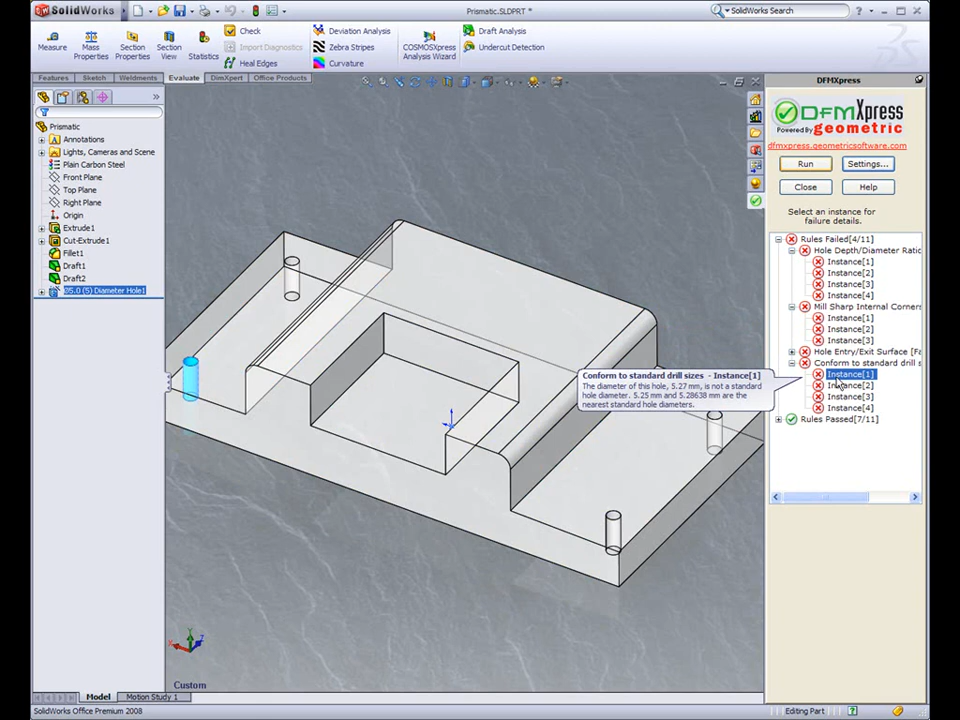 SolidWorks
Prismatic.SLDPRT *
SolidWorks Search
Measure
Mass
Properties
Section
Properties
Section
View
Statistics
Check
Import Diagnostics
Heal Edges
Deviation Analysis
Zebra Stripes
Curvature
COSMOSXpress
Analysis Wizard
Draft Analysis
Undercut Detection
Features
Sketch
Weldments
Evaluate
DimXpert
Office Products
Prismatic
Annotations
Lights, Cameras and Scene
Plain Carbon Steel
Front Plane
Top Plane
Right Plane
Origin
Extrude1
Cut-Extrude1
Fillet1
Draft1
Draft2
Ø5.0 (5) Diameter Hole1
Conform to standard drill sizes - Instance[1]
The diameter of this hole, 5.27 mm, is not a standard
hole diameter. 5.25 mm and 5.28638 mm are the
nearest standard hole diameters.
Custom
DFMXpress
DFMXpress
Powered By geometric
dfmxpress.geometricsoftware.com
Run
Settings...
Close
Help
Select an instance for
failure details.
Rules Failed[4/11]
Hole Depth/Diameter Ratio
Instance[1]
Instance[2]
Instance[3]
Instance[4]
Mill Sharp Internal Corners
Instance[1]
Instance[2]
Instance[3]
Hole Entry/Exit Surface [Fa
Conform to standard drill s
Instance[1]
Instance[2]
Instance[3]
Instance[4]
Rules Passed[7/11]
Model
Motion Study 1
SolidWorks Office Premium 2008
Editing Part